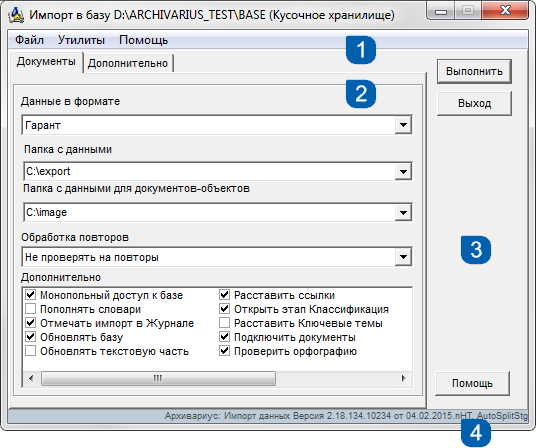 Импорт в базу D:\ARCHIVARIUS_TEST\BASE (Кусочное хранилище)
Файл Утилиты Помощь
1
Документы Дополнительно
Выполнить
2
Данные в формате
Выход
Гарант
Папка с данными
C:\export
Папка с данными для документов-объектов
C:\image
Обработка повторов
3
Не проверять на повторы
Дополнительно
Монопольный доступ к базе Расставить ссылки
Пополнять словари Открыть этап Классификация
Отмечать импорт в Журнале Расставить Ключевые темы
Обновлять базу Подключить документы
Обновлять текстовую часть Проверить орфографию
Помощь
Архивариус: Импорт данных Версия 2.18.134.10234 от 04.02.2015.nHT, AutoSplitStg
4